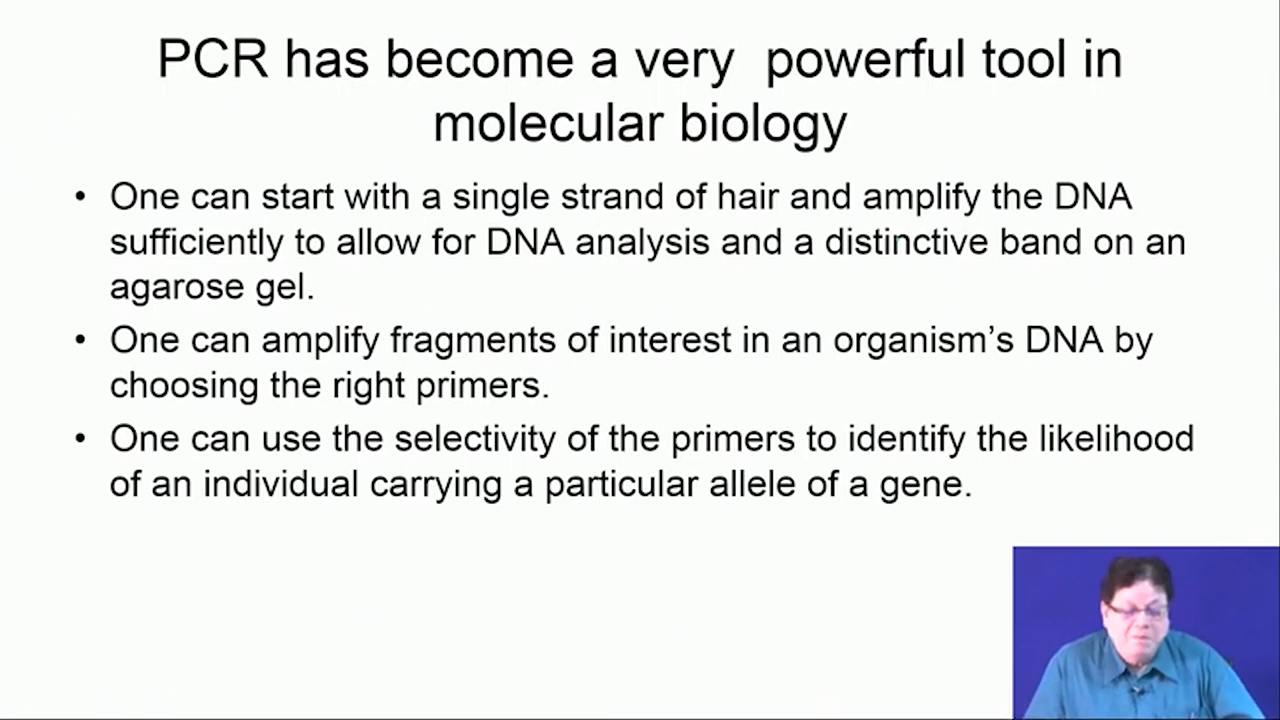 PCR has become a very  powerful tool in
molecular biology
• One can start with a single strand of hair and amplify the DNA
sufficiently to allow for DNA analysis and a distinctive band on an
agarose gel.
• One can amplify fragments of interest in an organism’s DNA by
choosing the right primers.
• One can use the selectivity of the primers to identify the likelihood
of an individual carrying a particular allele of a gene.